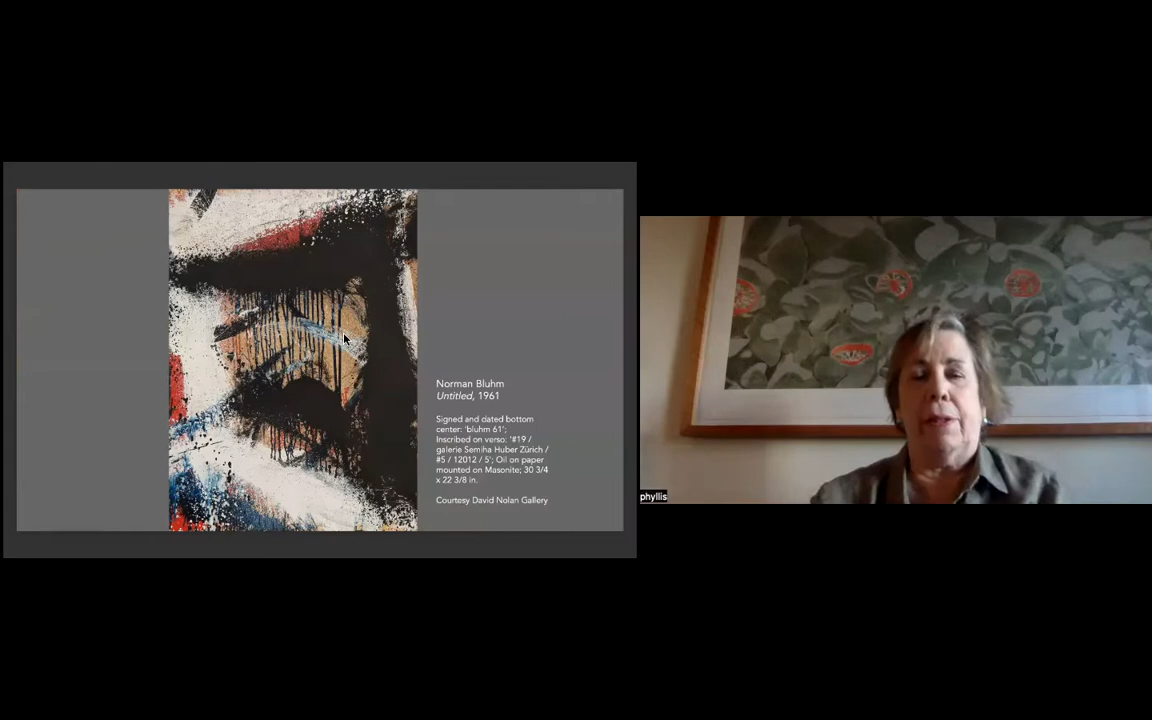 Norman Bluhm
Untitled, 1961
Signed and dated bottom
center: 'bluhm 61';
Inscribed on verso: '#19 /
galerie Semiha Huber Zürich /
#5 / 12012 / 5'; Oil on paper
mounted on Masonite; 30 3/4
x 22 3/8 in.
Courtesy David Nolan Gallery
phyllis